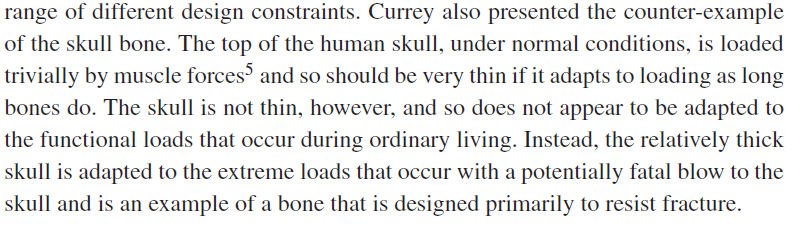 range of different design constraints. Currey also presented the counter-example
of the skull bone. The top of the human skull, under normal conditions, is loaded
trivially by muscle forces⁵ and so should be very thin if it adapts to loading as long
bones do. The skull is not thin, however, and so does not appear to be adapted to
the functional loads that occur during ordinary living. Instead, the relatively thick
skull is adapted to the extreme loads that occur with a potentially fatal blow to the
skull and is an example of a bone that is designed primarily to resist fracture.